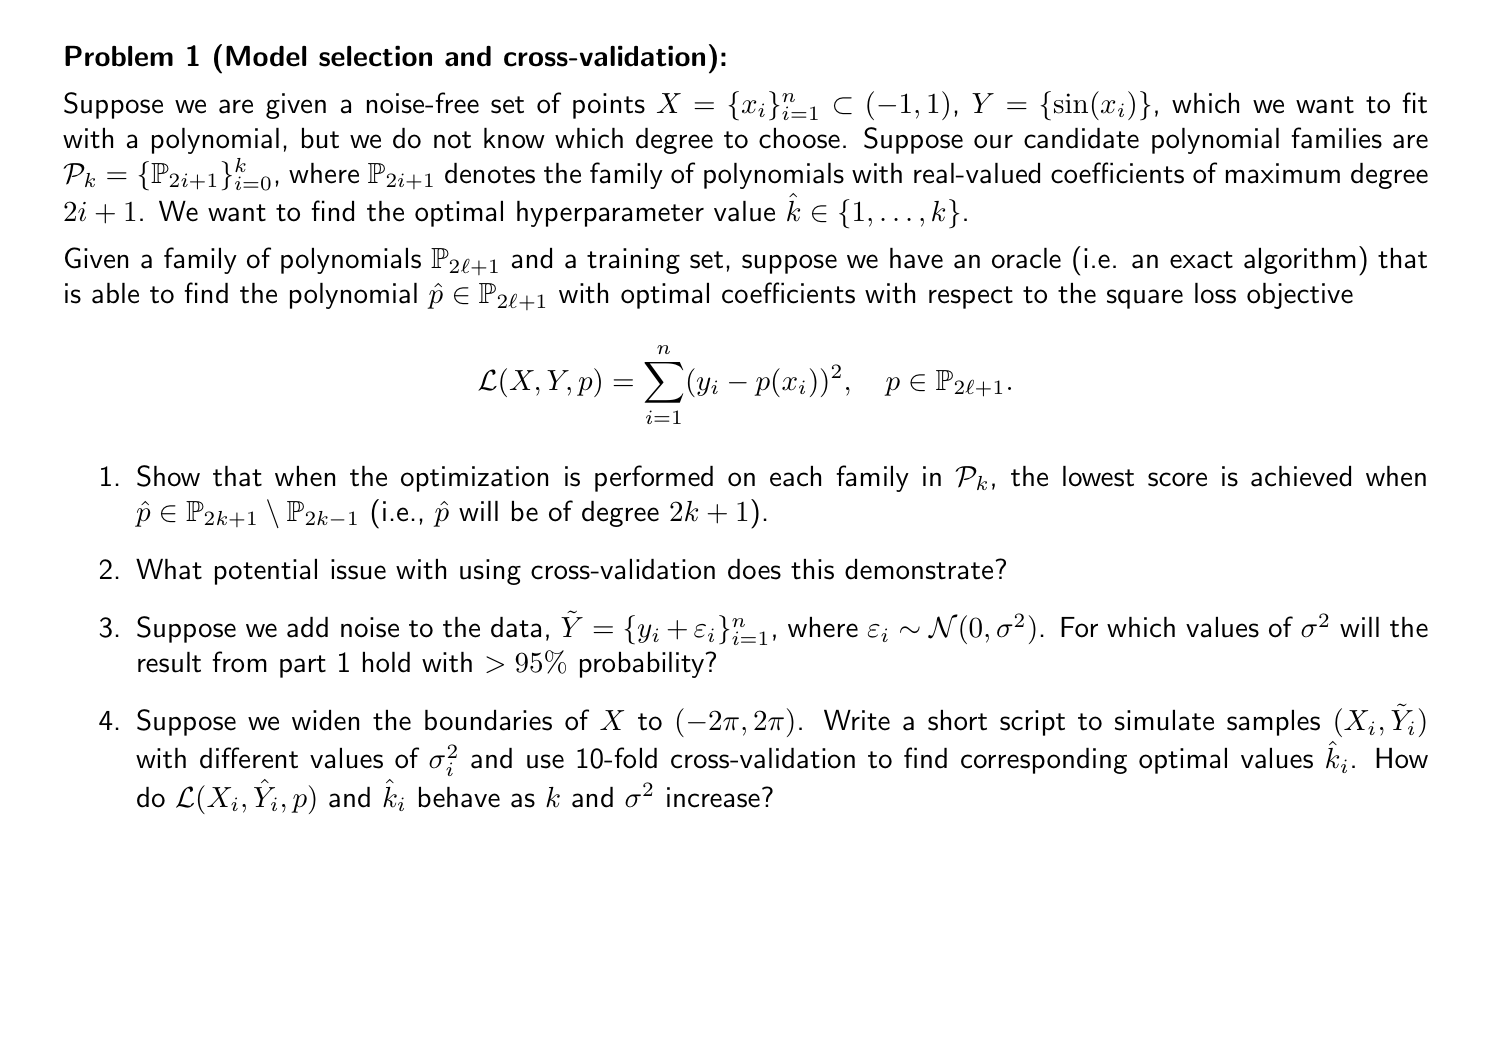 Problem 1 (Model selection and cross-validation):
Suppose we are given a noise-free set of points $X = \{x_i\}_{i=1}^n \subset (-1, 1)$, $Y = \{\sin(x_i)\}$, which we want to fit
with a polynomial, but we do not know which degree to choose. Suppose our candidate polynomial families are
$\mathcal{P}_k = \{\mathbb{P}_{2i+1}\}_{i=0}^k$, where $\mathbb{P}_{2i+1}$ denotes the family of polynomials with real-valued coefficients of maximum degree
$2i + 1$. We want to find the optimal hyperparameter value $\hat{k} \in \{1, \ldots, k\}$.
Given a family of polynomials $\mathbb{P}_{2\ell+1}$ and a training set, suppose we have an oracle (i.e. an exact algorithm) that
is able to find the polynomial $\hat{p} \in \mathbb{P}_{2\ell+1}$ with optimal coefficients with respect to the square loss objective
$\mathcal{L}(X, Y, p) = \sum_{i=1}^n (y_i - p(x_i))^2, \quad p \in \mathbb{P}_{2\ell+1}.$
1. Show that when the optimization is performed on each family in $\mathcal{P}_k$, the lowest score is achieved when
$\hat{p} \in \mathbb{P}_{2k+1} \setminus \mathbb{P}_{2k-1}$ (i.e., $\hat{p}$ will be of degree $2k + 1$).
2. What potential issue with using cross-validation does this demonstrate?
3. Suppose we add noise to the data, $\tilde{Y} = \{y_i + \varepsilon_i\}_{i=1}^n$, where $\varepsilon_i \sim \mathcal{N}(0, \sigma^2)$. For which values of $\sigma^2$ will the
result from part 1 hold with $> 95\%$ probability?
4. Suppose we widen the boundaries of $X$ to $(-2\pi, 2\pi)$. Write a short script to simulate samples $(X_i, \tilde{Y}_i)$
with different values of $\sigma_i^2$ and use 10-fold cross-validation to find corresponding optimal values $\hat{k}_i$. How
do $\mathcal{L}(X_i, \hat{Y}_i, p)$ and $\hat{k}_i$ behave as $k$ and $\sigma^2$ increase?